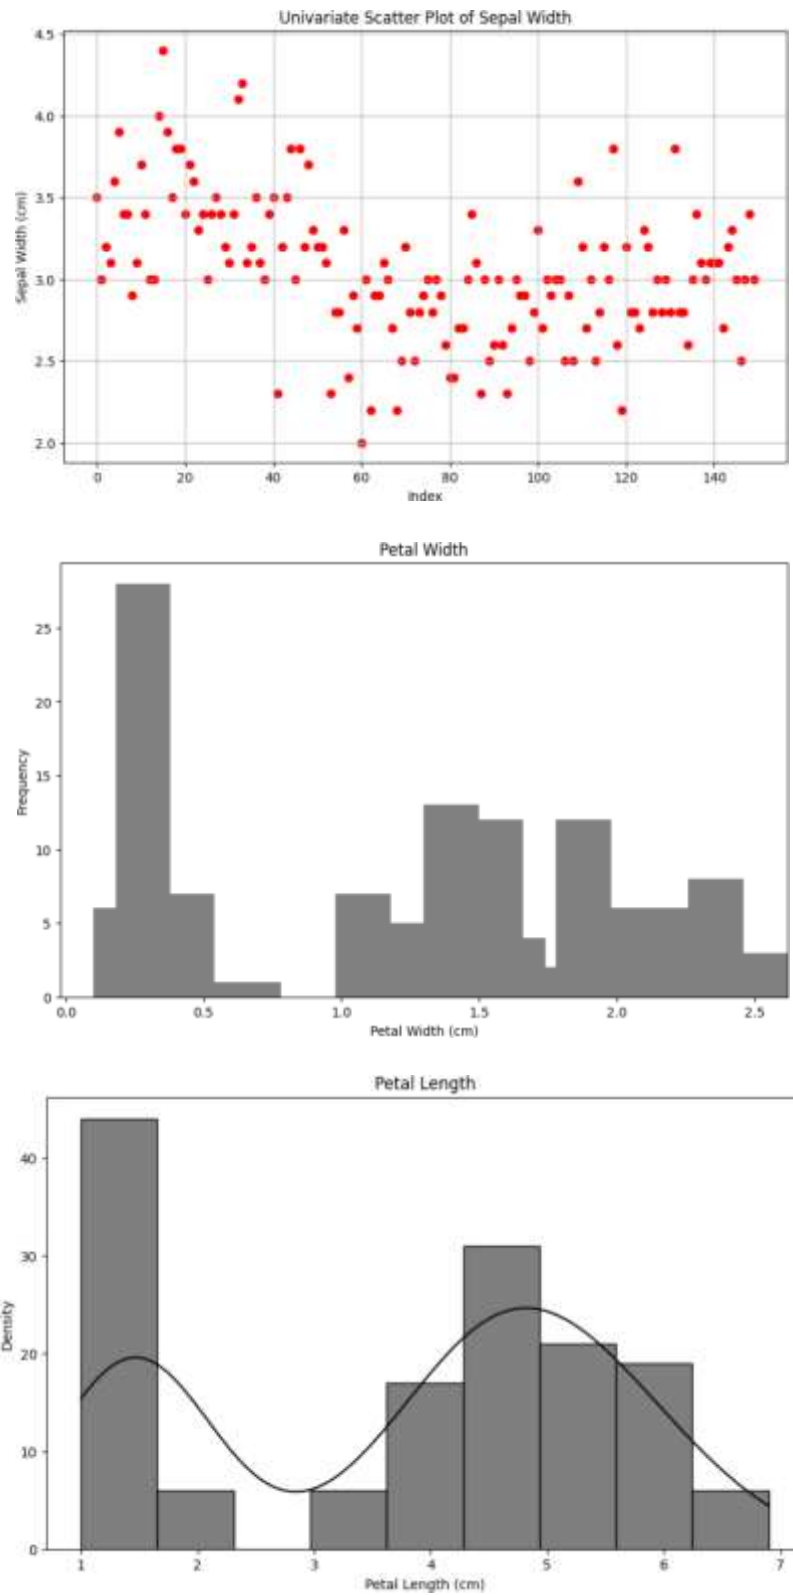 Univariate Scatter Plot of Sepal Width
4.5
4.0
3.5
3.0
2.5
2.0
Sepal Width (cm)
0 20 40 60 80 100 120 140
Index
Petal Width
25
20
15
10
5
0
Frequency
0.0 0.5 1.0 1.5 2.0 2.5
Petal Width (cm)
Petal Length
40
30
20
10
0
Density
1 2 3 4 5 6 7
Petal Length (cm)